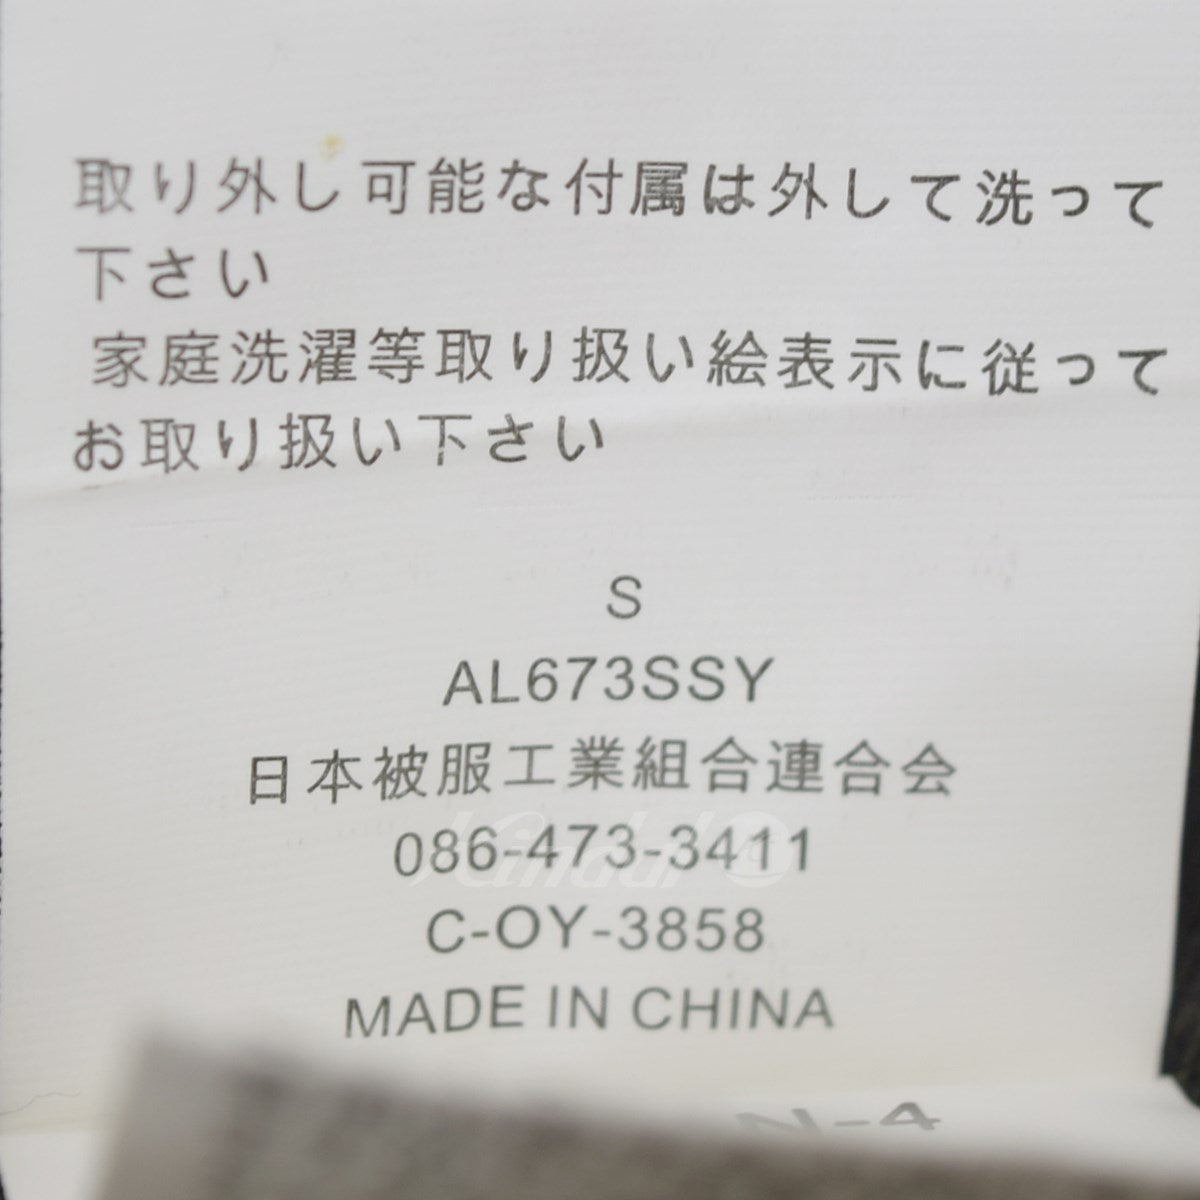 取り外し可能な付属は外して洗って
下さい
家庭洗濯等取り扱い絵表示に従って
お取り扱い下さい
S
AL673SSY
日本被服工業組合連合会
086-473-3411
kindal
C-OY-3858
MADE IN CHINA
N-4